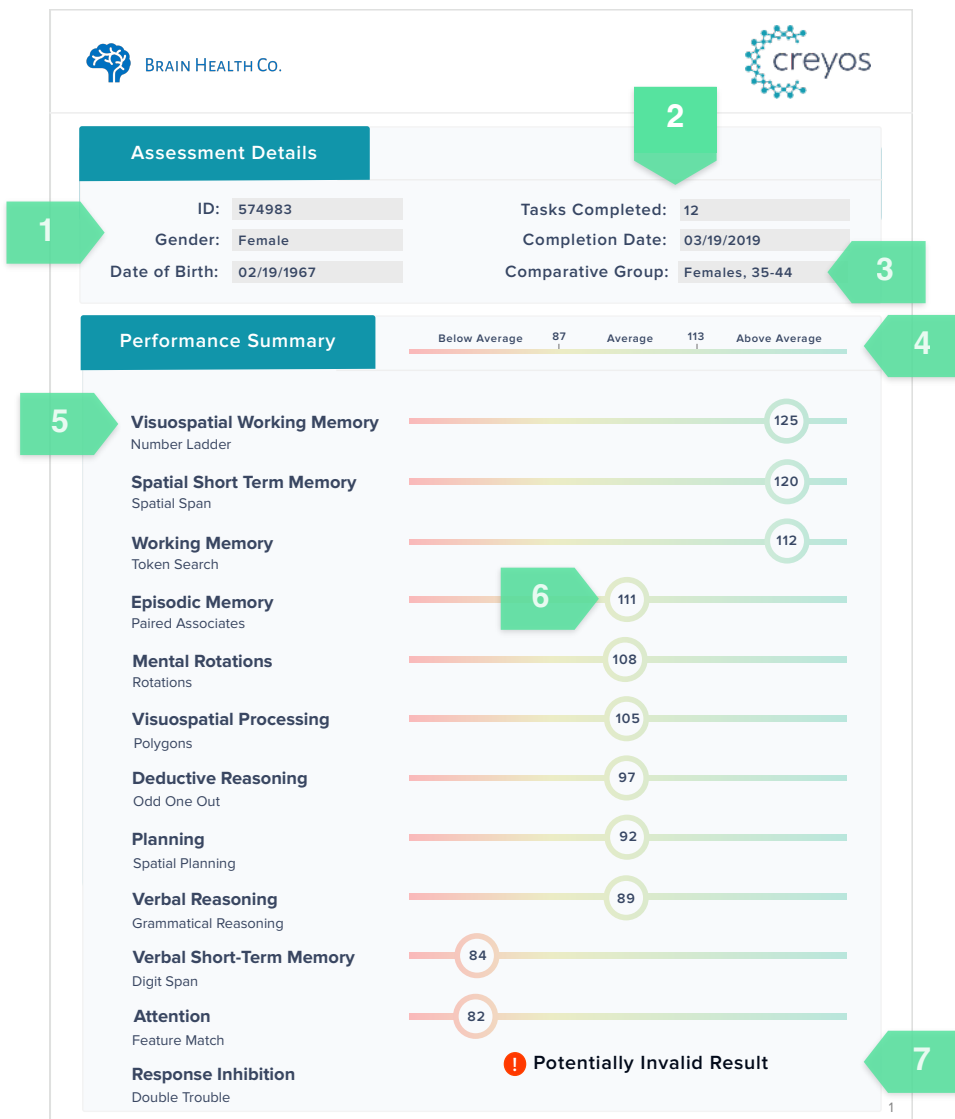 BRAIN HEALTH CO.
creyos
2
Assessment Details
1
ID: 574983
Gender: Female
Date of Birth: 02/19/1967
Tasks Completed: 12
Completion Date: 03/19/2019
Comparative Group: Females, 35-44
3
Performance Summary
Below Average 87 Average 113 Above Average
4
5
Visuospatial Working Memory
125
Number Ladder
Spatial Short Term Memory
120
Spatial Span
Working Memory
112
Token Search
6
Episodic Memory
111
Paired Associates
Mental Rotations
108
Rotations
Visuospatial Processing
105
Polygons
Deductive Reasoning
97
Odd One Out
Planning
92
Spatial Planning
Verbal Reasoning
89
Grammatical Reasoning
Verbal Short-Term Memory
84
Digit Span
Attention
82
Feature Match
! Potentially Invalid Result
7
Response Inhibition
Double Trouble
1